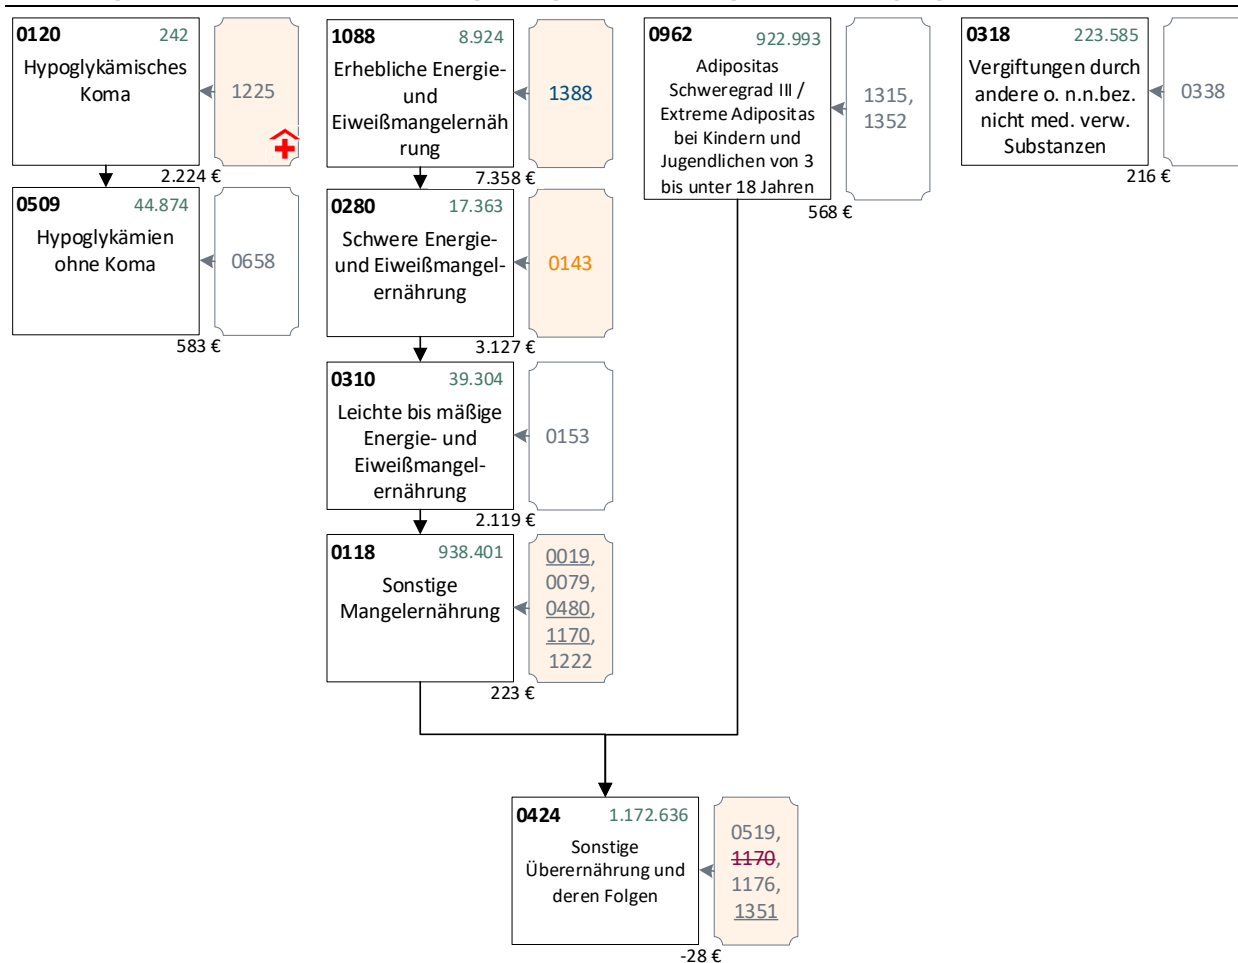 0120 242
Hypoglykämisches
Koma
1225
2.224 €
0509 44.874
Hypoglykämien
ohne Koma
0658
583 €
1088 8.924
Erhebliche Energie-
und
Eiweißmangelernäh
rung
1388
7.358 €
0280 17.363
Schwere Energie-
und Eiweißmangel-
ernährung
0143
3.127 €
0310 39.304
Leichte bis mäßige
Energie- und
Eiweißmangel-
ernährung
0153
2.119 €
0118 938.401
Sonstige
Mangelernährung
0019,
0079,
0480,
1170,
1222
223 €
0962 922.993
Adipositas
Schweregrad III /
Extreme Adipositas
bei Kindern und
Jugendlichen von 3
bis unter 18 Jahren
1315,
1352
568 €
0318 223.585
Vergiftungen durch
andere o. n.n.bez.
nicht med. verw.
Substanzen
0338
216 €
0424 1.172.636
Sonstige
Überernährung und
deren Folgen
0519,
1170,
1176,
1351
-28 €